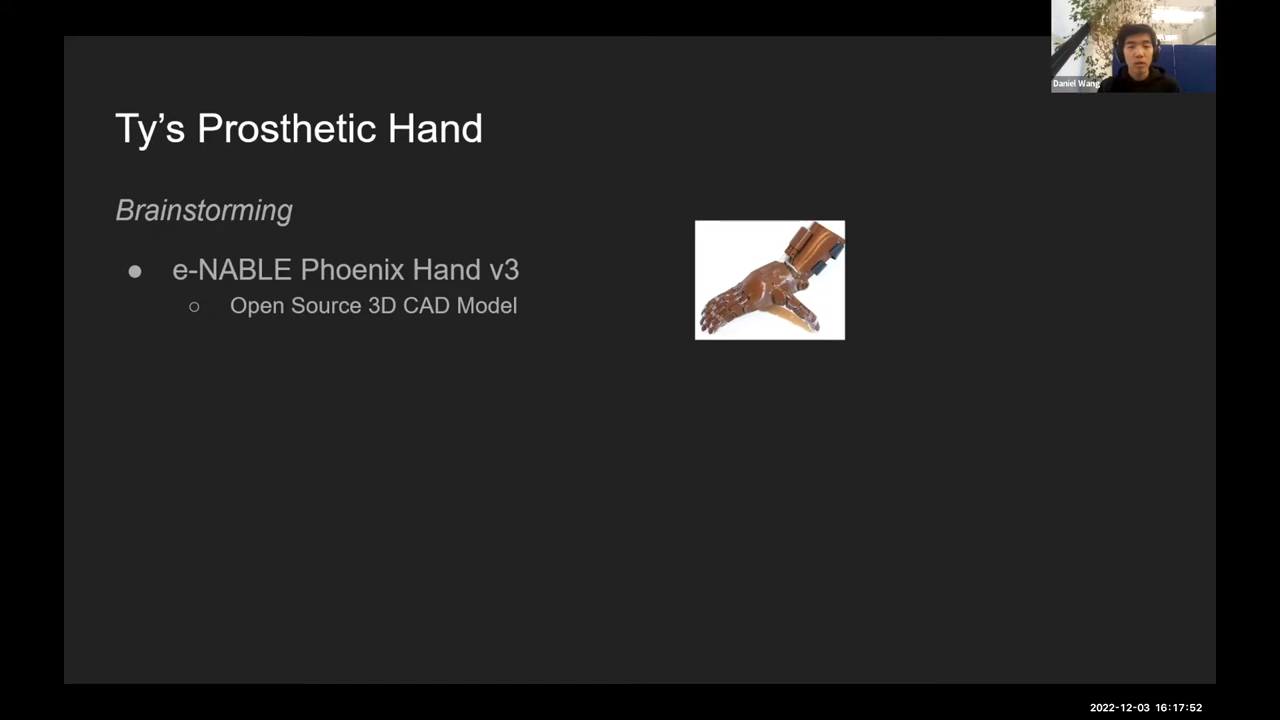 Daniel Wang
Ty's Prosthetic Hand
Brainstorming
● e-NABLE Phoenix Hand v3
○ Open Source 3D CAD Model
2022-12-03 16:17:52